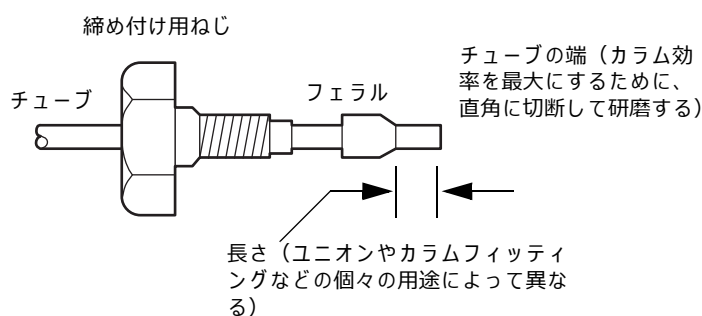 締め付け用ねじ
チューブ
フェラル
チューブの端（カラム効
率を最大にするために、
直角に切断して研磨する）
長さ（ユニオンやカラムフィッティ
ングなどの個々の用途によって異な
る）